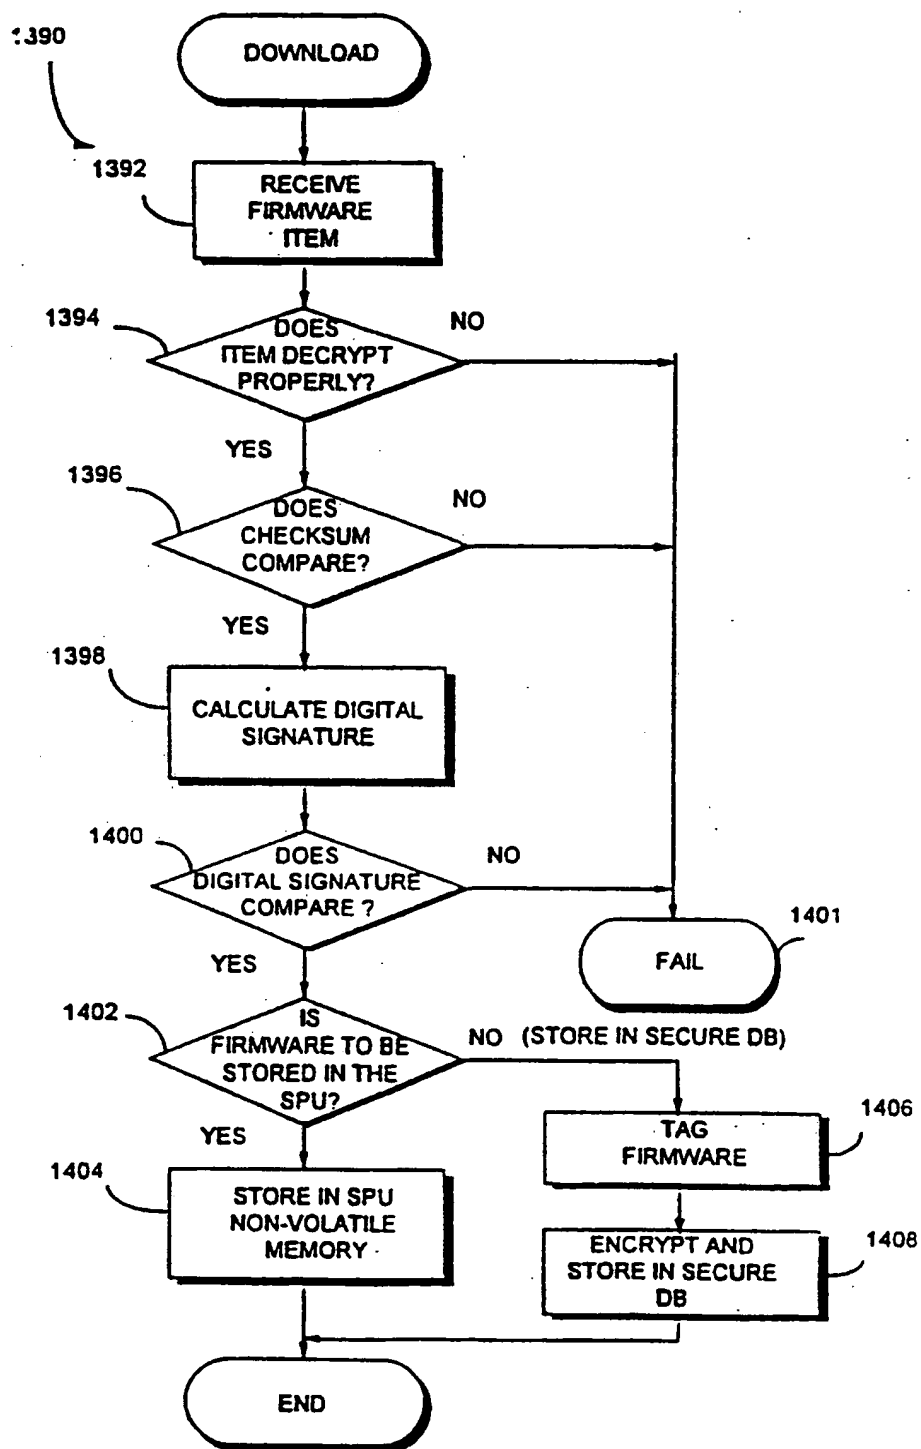 1390
DOWNLOAD
1392
RECEIVE
FIRMWARE
ITEM
1394
DOES
ITEM DECRYPT
PROPERLY?
NO
YES
1396
DOES
CHECKSUM
COMPARE?
NO
YES
1398
CALCULATE DIGITAL
SIGNATURE
1400
DOES
DIGITAL SIGNATURE
COMPARE ?
NO
1401
FAIL
YES
1402
IS
FIRMWARE TO BE
STORED IN THE
SPU?
NO (STORE IN SECURE DB)
YES
1406
TAG
FIRMWARE
1404
STORE IN SPU
NON-VOLATILE
MEMORY
1408
ENCRYPT AND
STORE IN SECURE
DB
END